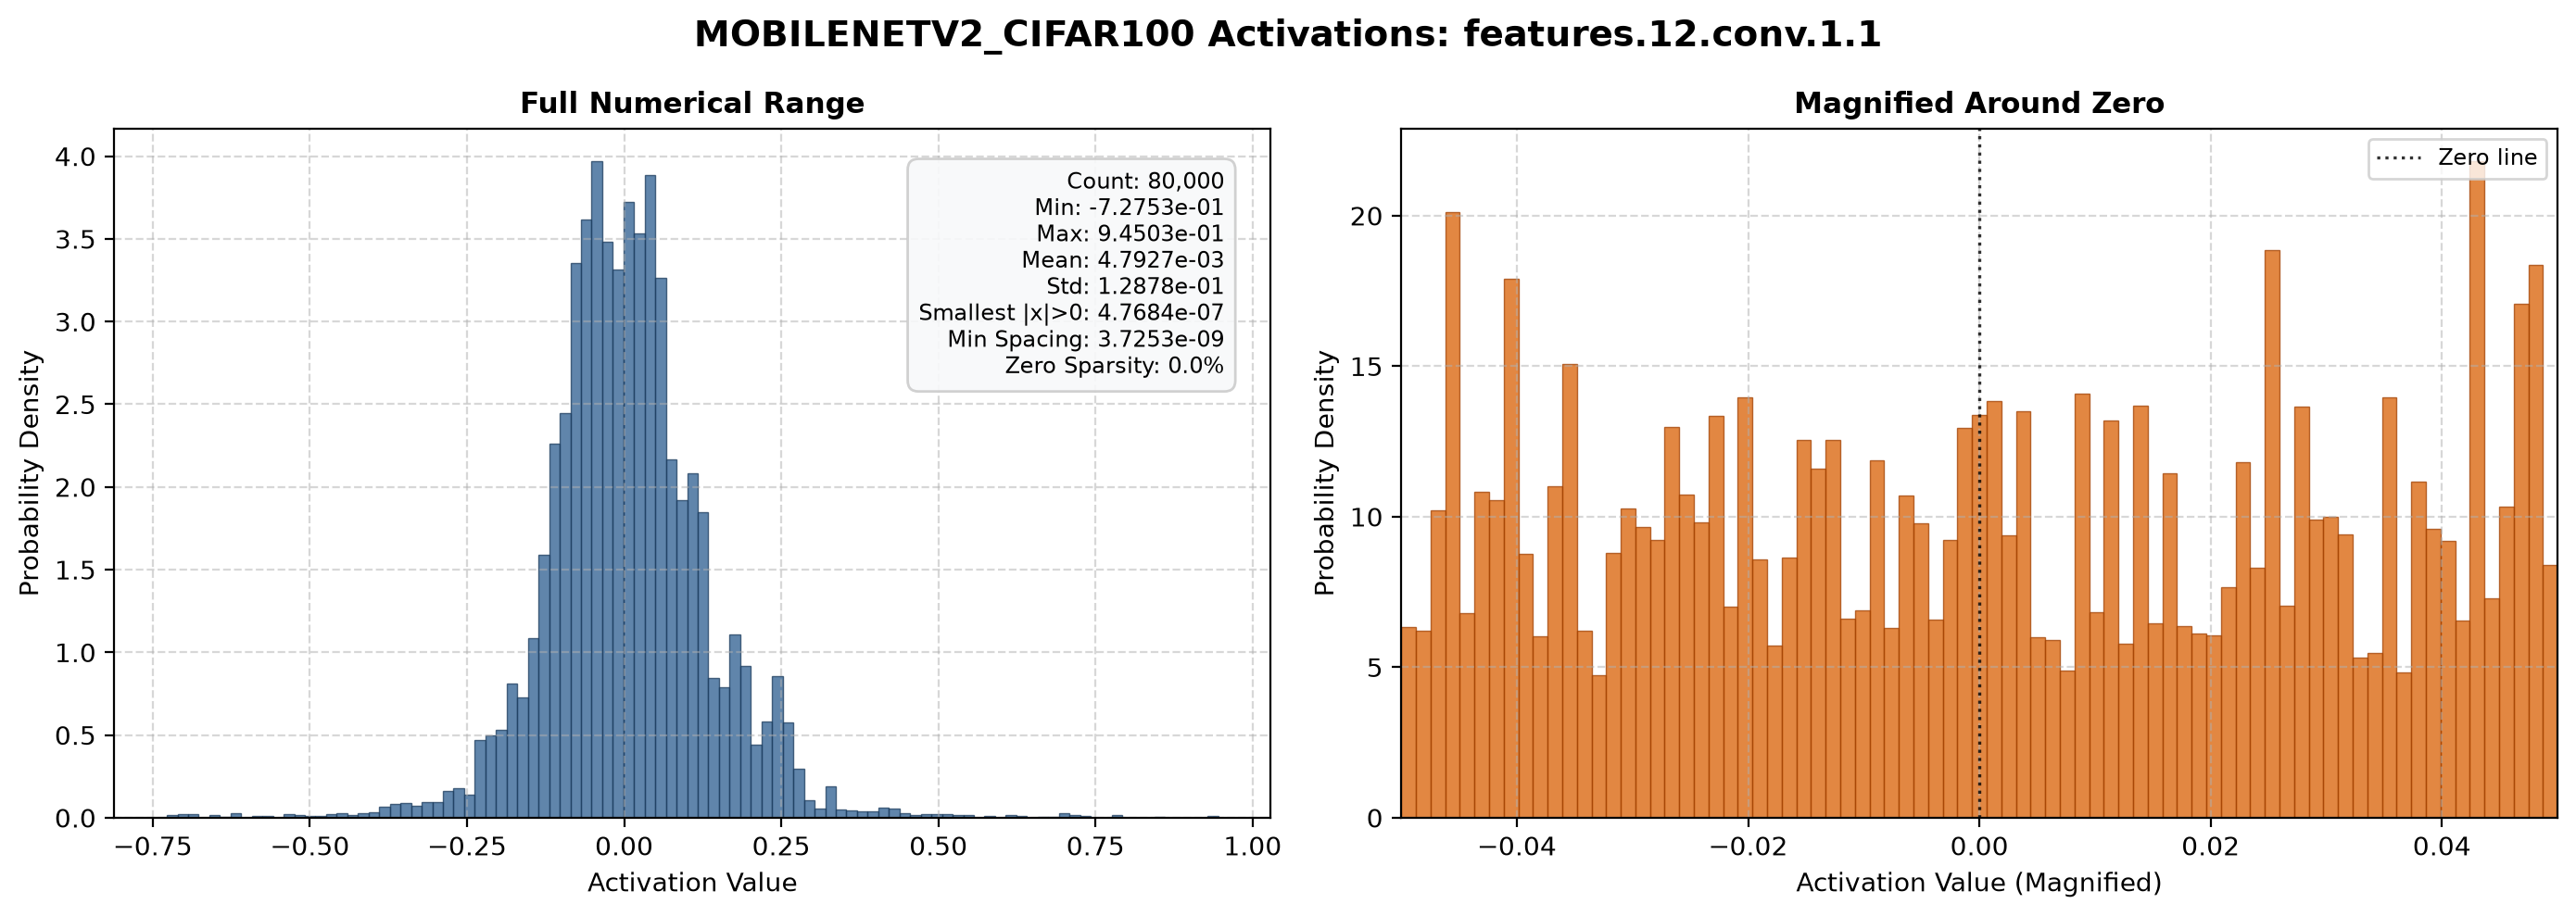 MOBILENETV2_CIFAR100 Activations: features.12.conv.1.1
Full Numerical Range
Probability Density
4.0
3.5
3.0
2.5
2.0
1.5
1.0
0.5
0.0
Count: 80,000
Min: -7.2753e-01
Max: 9.4503e-01
Mean: 4.7927e-03
Std: 1.2878e-01
Smallest |x|>0: 4.7684e-07
Min Spacing: 3.7253e-09
Zero Sparsity: 0.0%
−0.75 −0.50 −0.25 0.00 0.25 0.50 0.75 1.00
Activation Value
Magnified Around Zero
Probability Density
20
15
10
5
0
Zero line
−0.04 −0.02 0.00 0.02 0.04
Activation Value (Magnified)